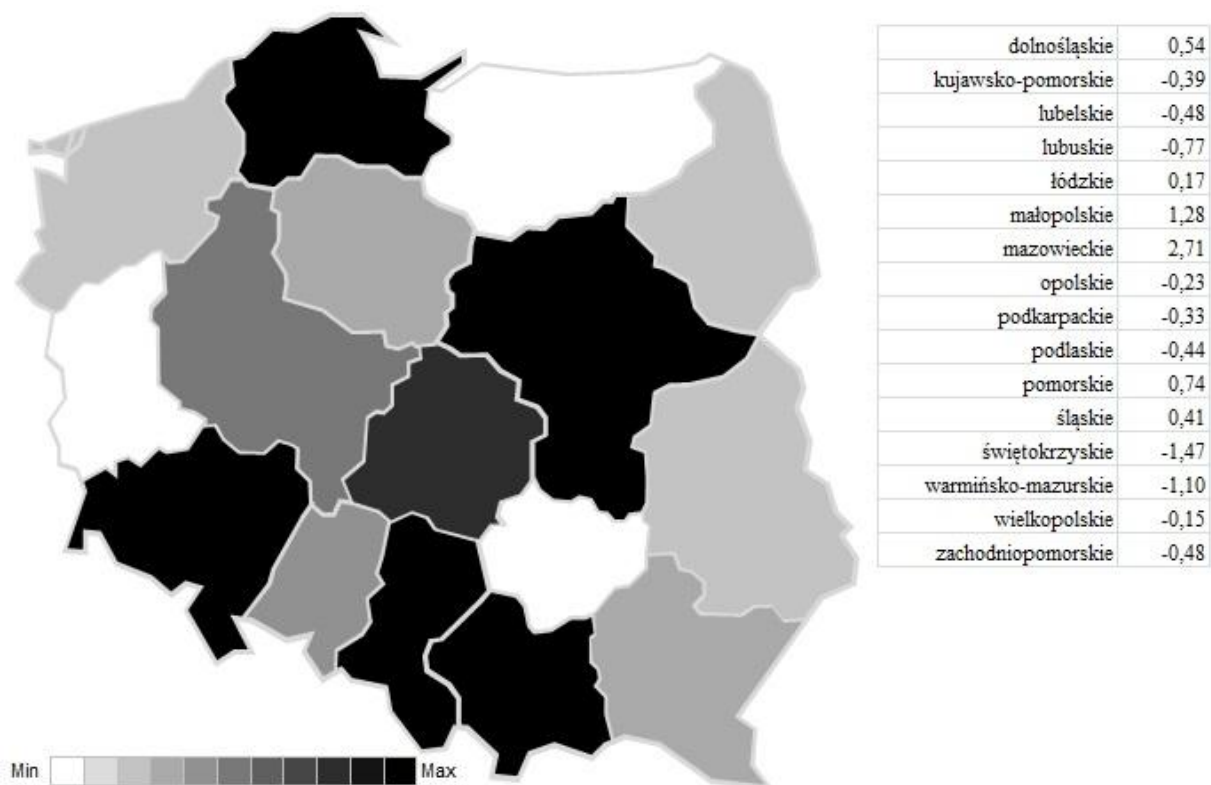 dolnośląskie 0,54
kujawsko-pomorskie -0,39
lubelskie -0,48
lubuskie -0,77
łódzkie 0,17
małopolskie 1,28
mazowieckie 2,71
opolskie -0,23
podkarpackie -0,33
podlaskie -0,44
pomorskie 0,74
śląskie 0,41
świętokrzyskie -1,47
warmińsko-mazurskie -1,10
wielkopolskie -0,15
zachodniopomorskie -0,48
Min Max